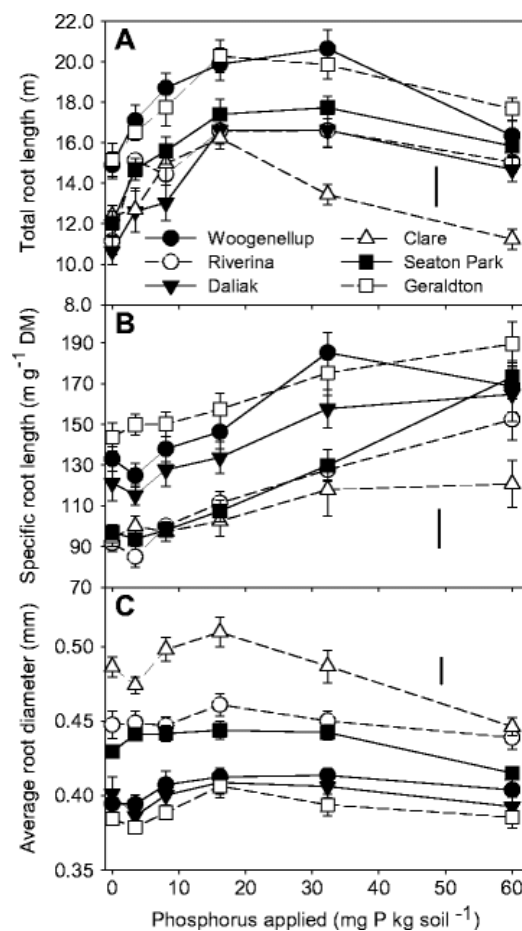 A
Total root length (m)
22.0
20.0
18.0
16.0
14.0
12.0
10.0
8.0
Woogenellup
Riverina
Daliak
Clare
Seaton Park
Geraldton
B
Specific root length (m g⁻¹ DM)
190
170
150
130
110
90
70
C
Average root diameter (mm)
0.50
0.45
0.40
0.35
0 10 20 30 40 50 60
Phosphorus applied (mg P kg soil ⁻¹)